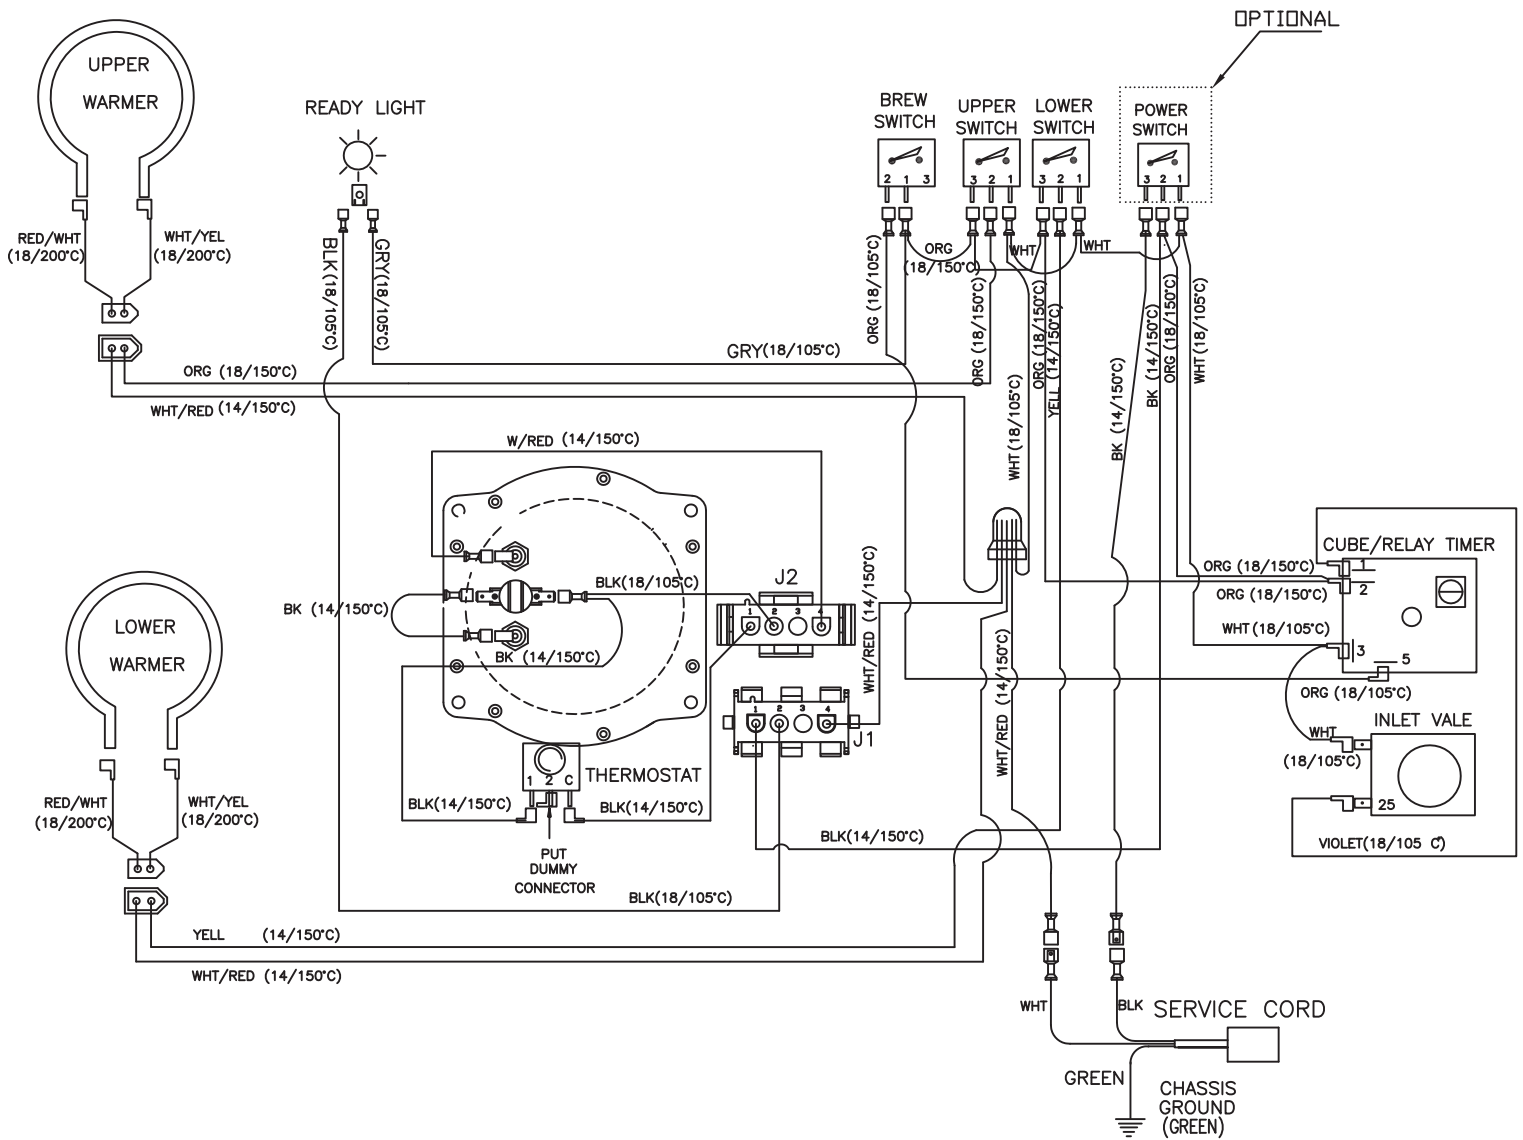 OPTIONAL
UPPER
WARMER
READY LIGHT
BREW
SWITCH
UPPER
SWITCH
LOWER
SWITCH
POWER
SWITCH
2 1 3
3 2 1
3 2 1
3 2 1
RED/WHT
(18/200°C)
WHT/YEL
(18/200°C)
BLK(18/105°C)
GRY(18/105°C)
ORG (18/105°C)
ORG
(18/150°C)
WHT
WHT
ORG (18/150°C)
WHT(18/105°C)
ORG (18/150°C)
YELL (14/150°C)
BK (14/150°C)
BK (14/150°C)
ORG (18/150°C)
WHT(18/105°C)
GRY(18/105°C)
ORG (18/150°C)
WHT/RED (14/150°C)
W/RED (14/150°C)
BLK(18/105°C)
BK (14/150°C)
BK (14/150°C)
J2
1 2 3 4
WHT/RED (14/150°C)
WHT/RED (14/150°C)
1 2 3 4
J1
CUBE/RELAY TIMER
ORG (18/150°C)
1
ORG (18/150°C)
2
WHT(18/105°C)
3
5
ORG (18/105°C)
INLET VALE
WHT
(18/105°C)
25
VIOLET(18/105 C)
LOWER
WARMER
RED/WHT
(18/200°C)
WHT/YEL
(18/200°C)
THERMOSTAT
1 2 C
BLK(14/150°C)
BLK(14/150°C)
BLK(14/150°C)
PUT
DUMMY
CONNECTOR
BLK(18/105°C)
YELL (14/150°C)
WHT/RED (14/150°C)
WHT
BLK
SERVICE CORD
GREEN
CHASSIS
GROUND
(GREEN)